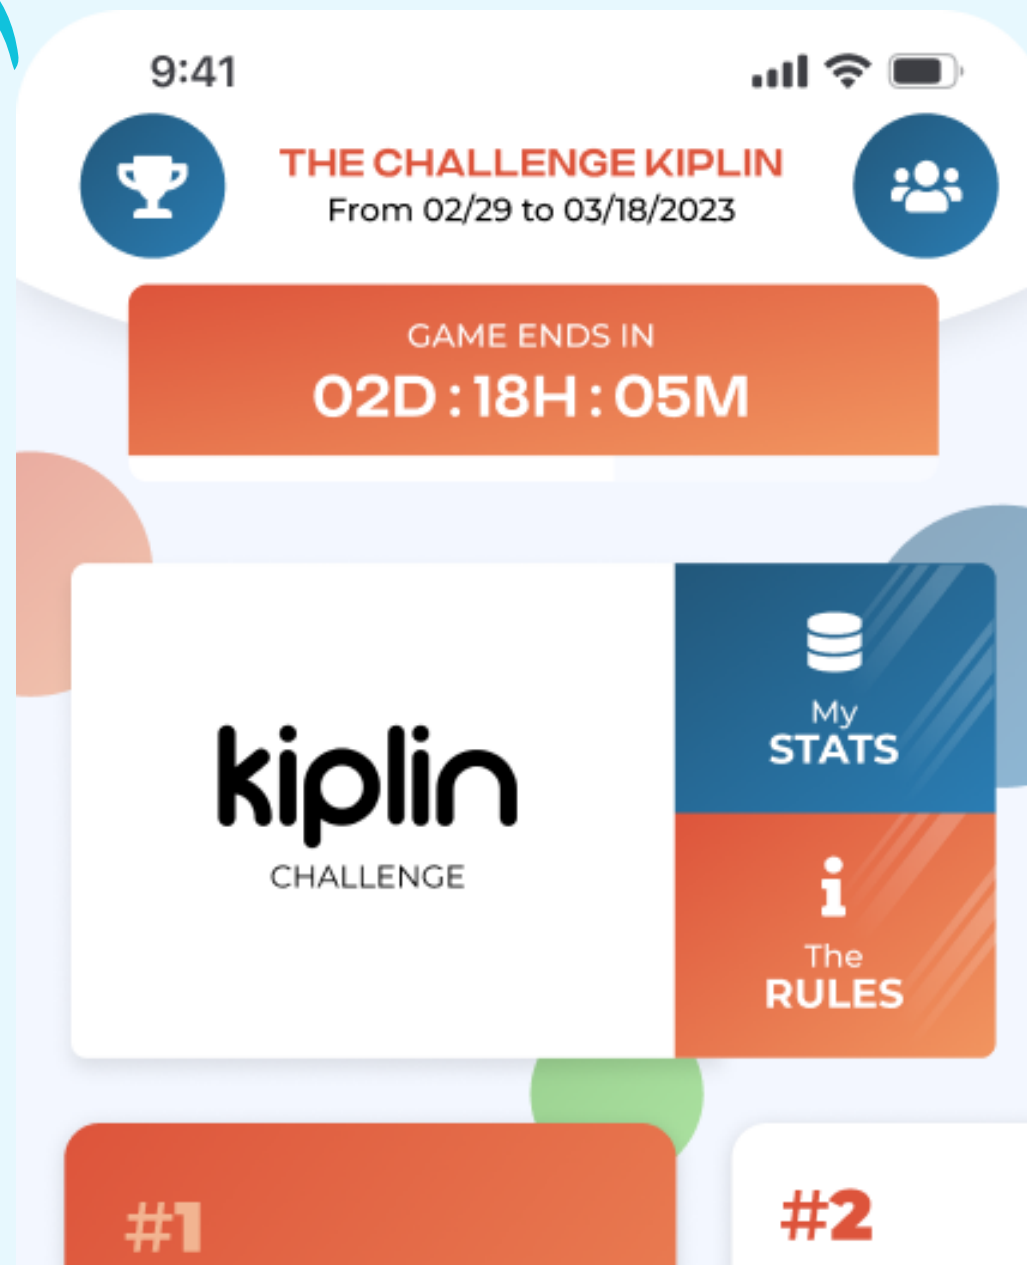 9:41
THE CHALLENGE KIPLIN
From 02/29 to 03/18/2023
GAME ENDS IN
02D : 18H : 05M
kiplin
CHALLENGE
My
STATS
The
RULES
#1
#2